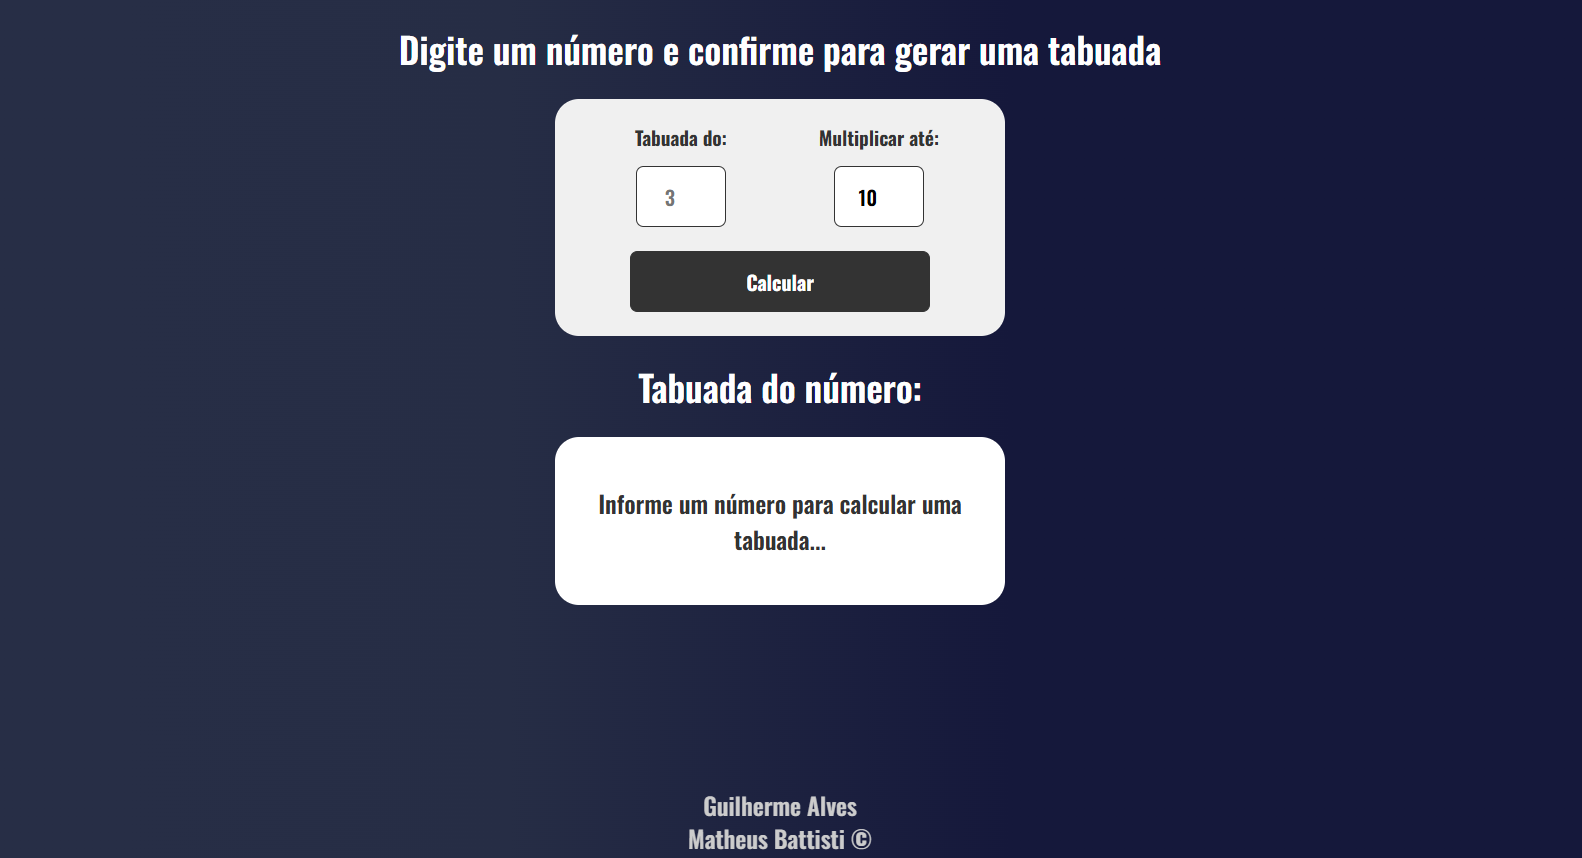 Digite um número e confirme para gerar uma tabuada
Tabuada do:
Multiplicar até:
3
10
Calcular
Tabuada do número:
Informe um número para calcular uma
tabuada...
Guilherme Alves
Matheus Battisti ©